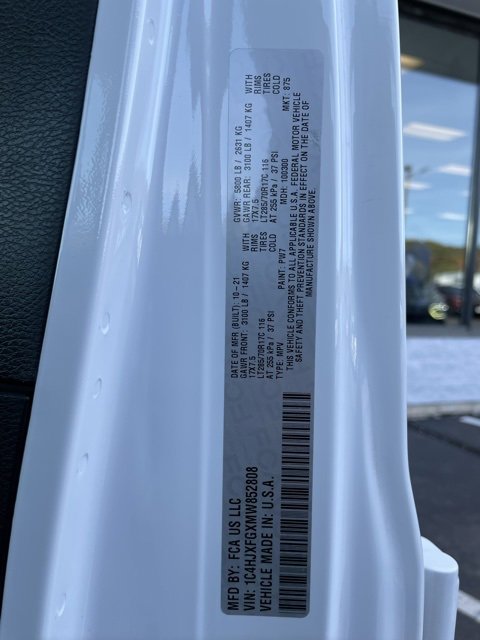 MFD BY: FCA US LLC
DATE OF MFR (BUILT): 10-21
GVWR: 5800 LB / 2631 KG
GAWR FRONT: 3100 LB / 1407 KG WITH
GAWR REAR: 3100 LB / 1407 KG WITH
17X7.5 RIMS
17X7.5 RIMS
LT285/70R17C 116 TIRES
LT285/70R17C 116 TIRES
AT 255 kPa / 37 PSI COLD
AT 255 kPa / 37 PSI COLD
TYPE: MPV PAINT: PW7 MDH: 100300 MKT: 875
THIS VEHICLE CONFORMS TO ALL APPLICABLE U.S.A. FEDERAL MOTOR VEHICLE
SAFETY AND THEFT PREVENTION STANDARDS IN EFFECT ON THE DATE OF
MANUFACTURE SHOWN ABOVE.
VIN: 1C4HJXFGXMW852808
VEHICLE MADE IN: U.S.A.